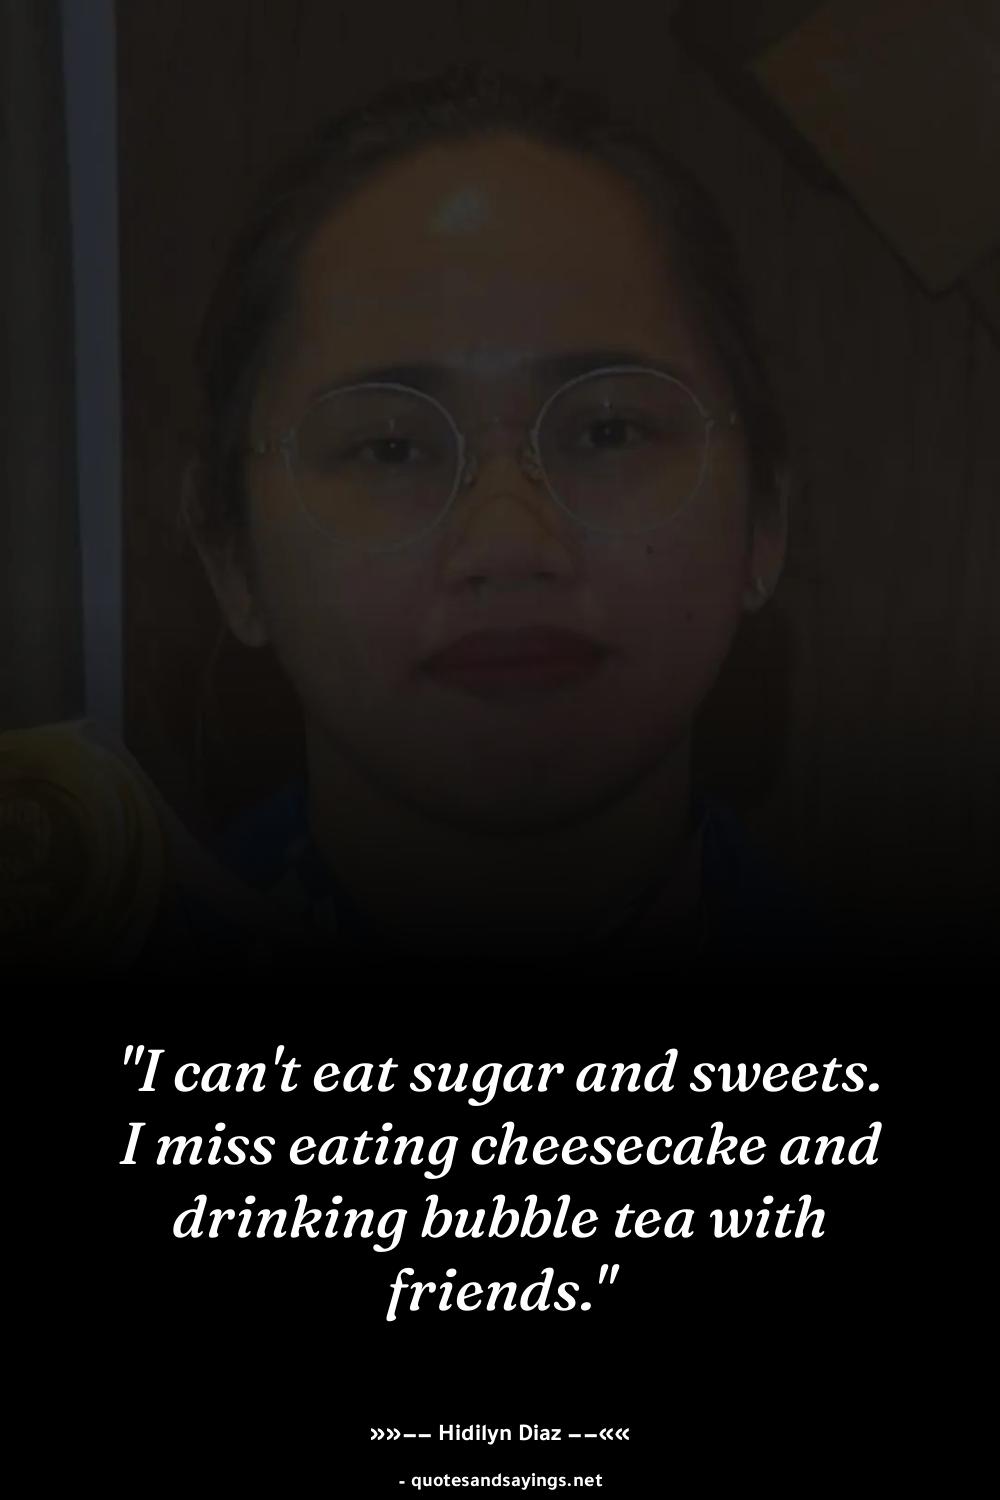 "I can't eat sugar and sweets.
I miss eating cheesecake and
drinking bubble tea with
friends."
»»−− Hidilyn Diaz −−««
- quotesandsayings.net